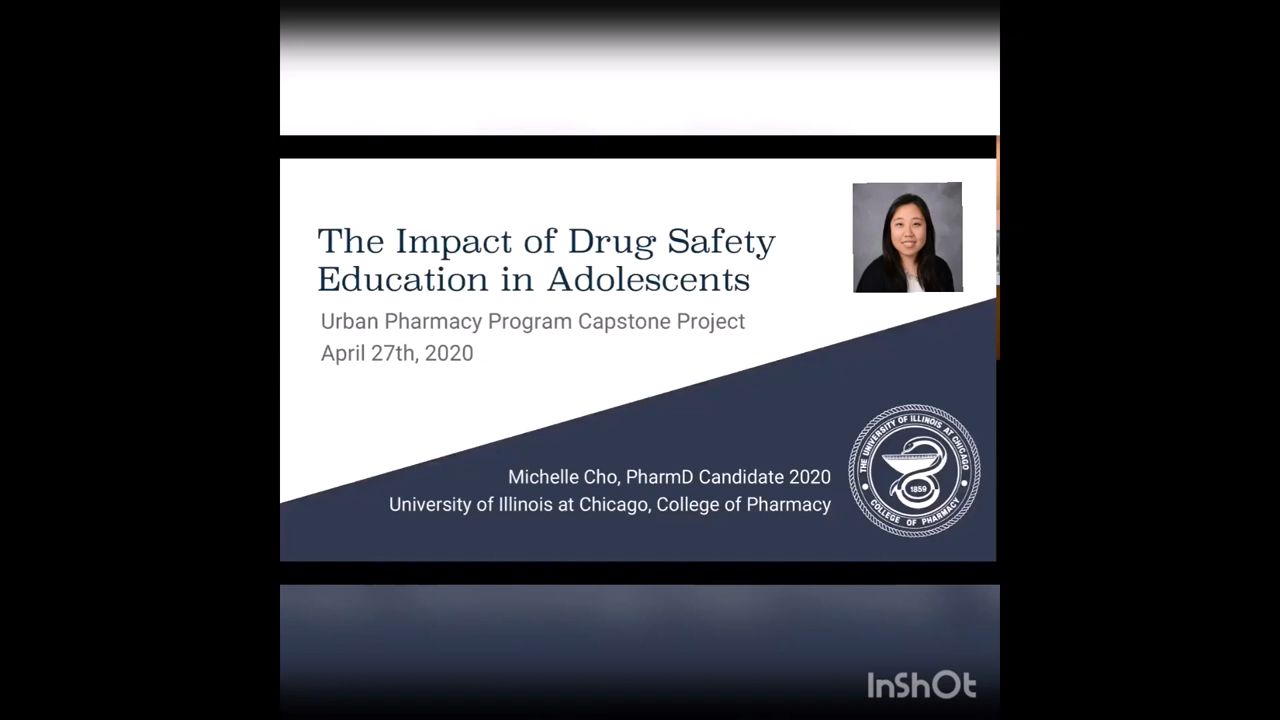 The Impact of Drug Safety
Education in Adolescents
Urban Pharmacy Program Capstone Project
April 27th, 2020
Michelle Cho, PharmD Candidate 2020
University of Illinois at Chicago, College of Pharmacy
THE UNIVERSITY OF ILLINOIS AT CHICAGO
1859
COLLEGE OF PHARMACY
InShOt